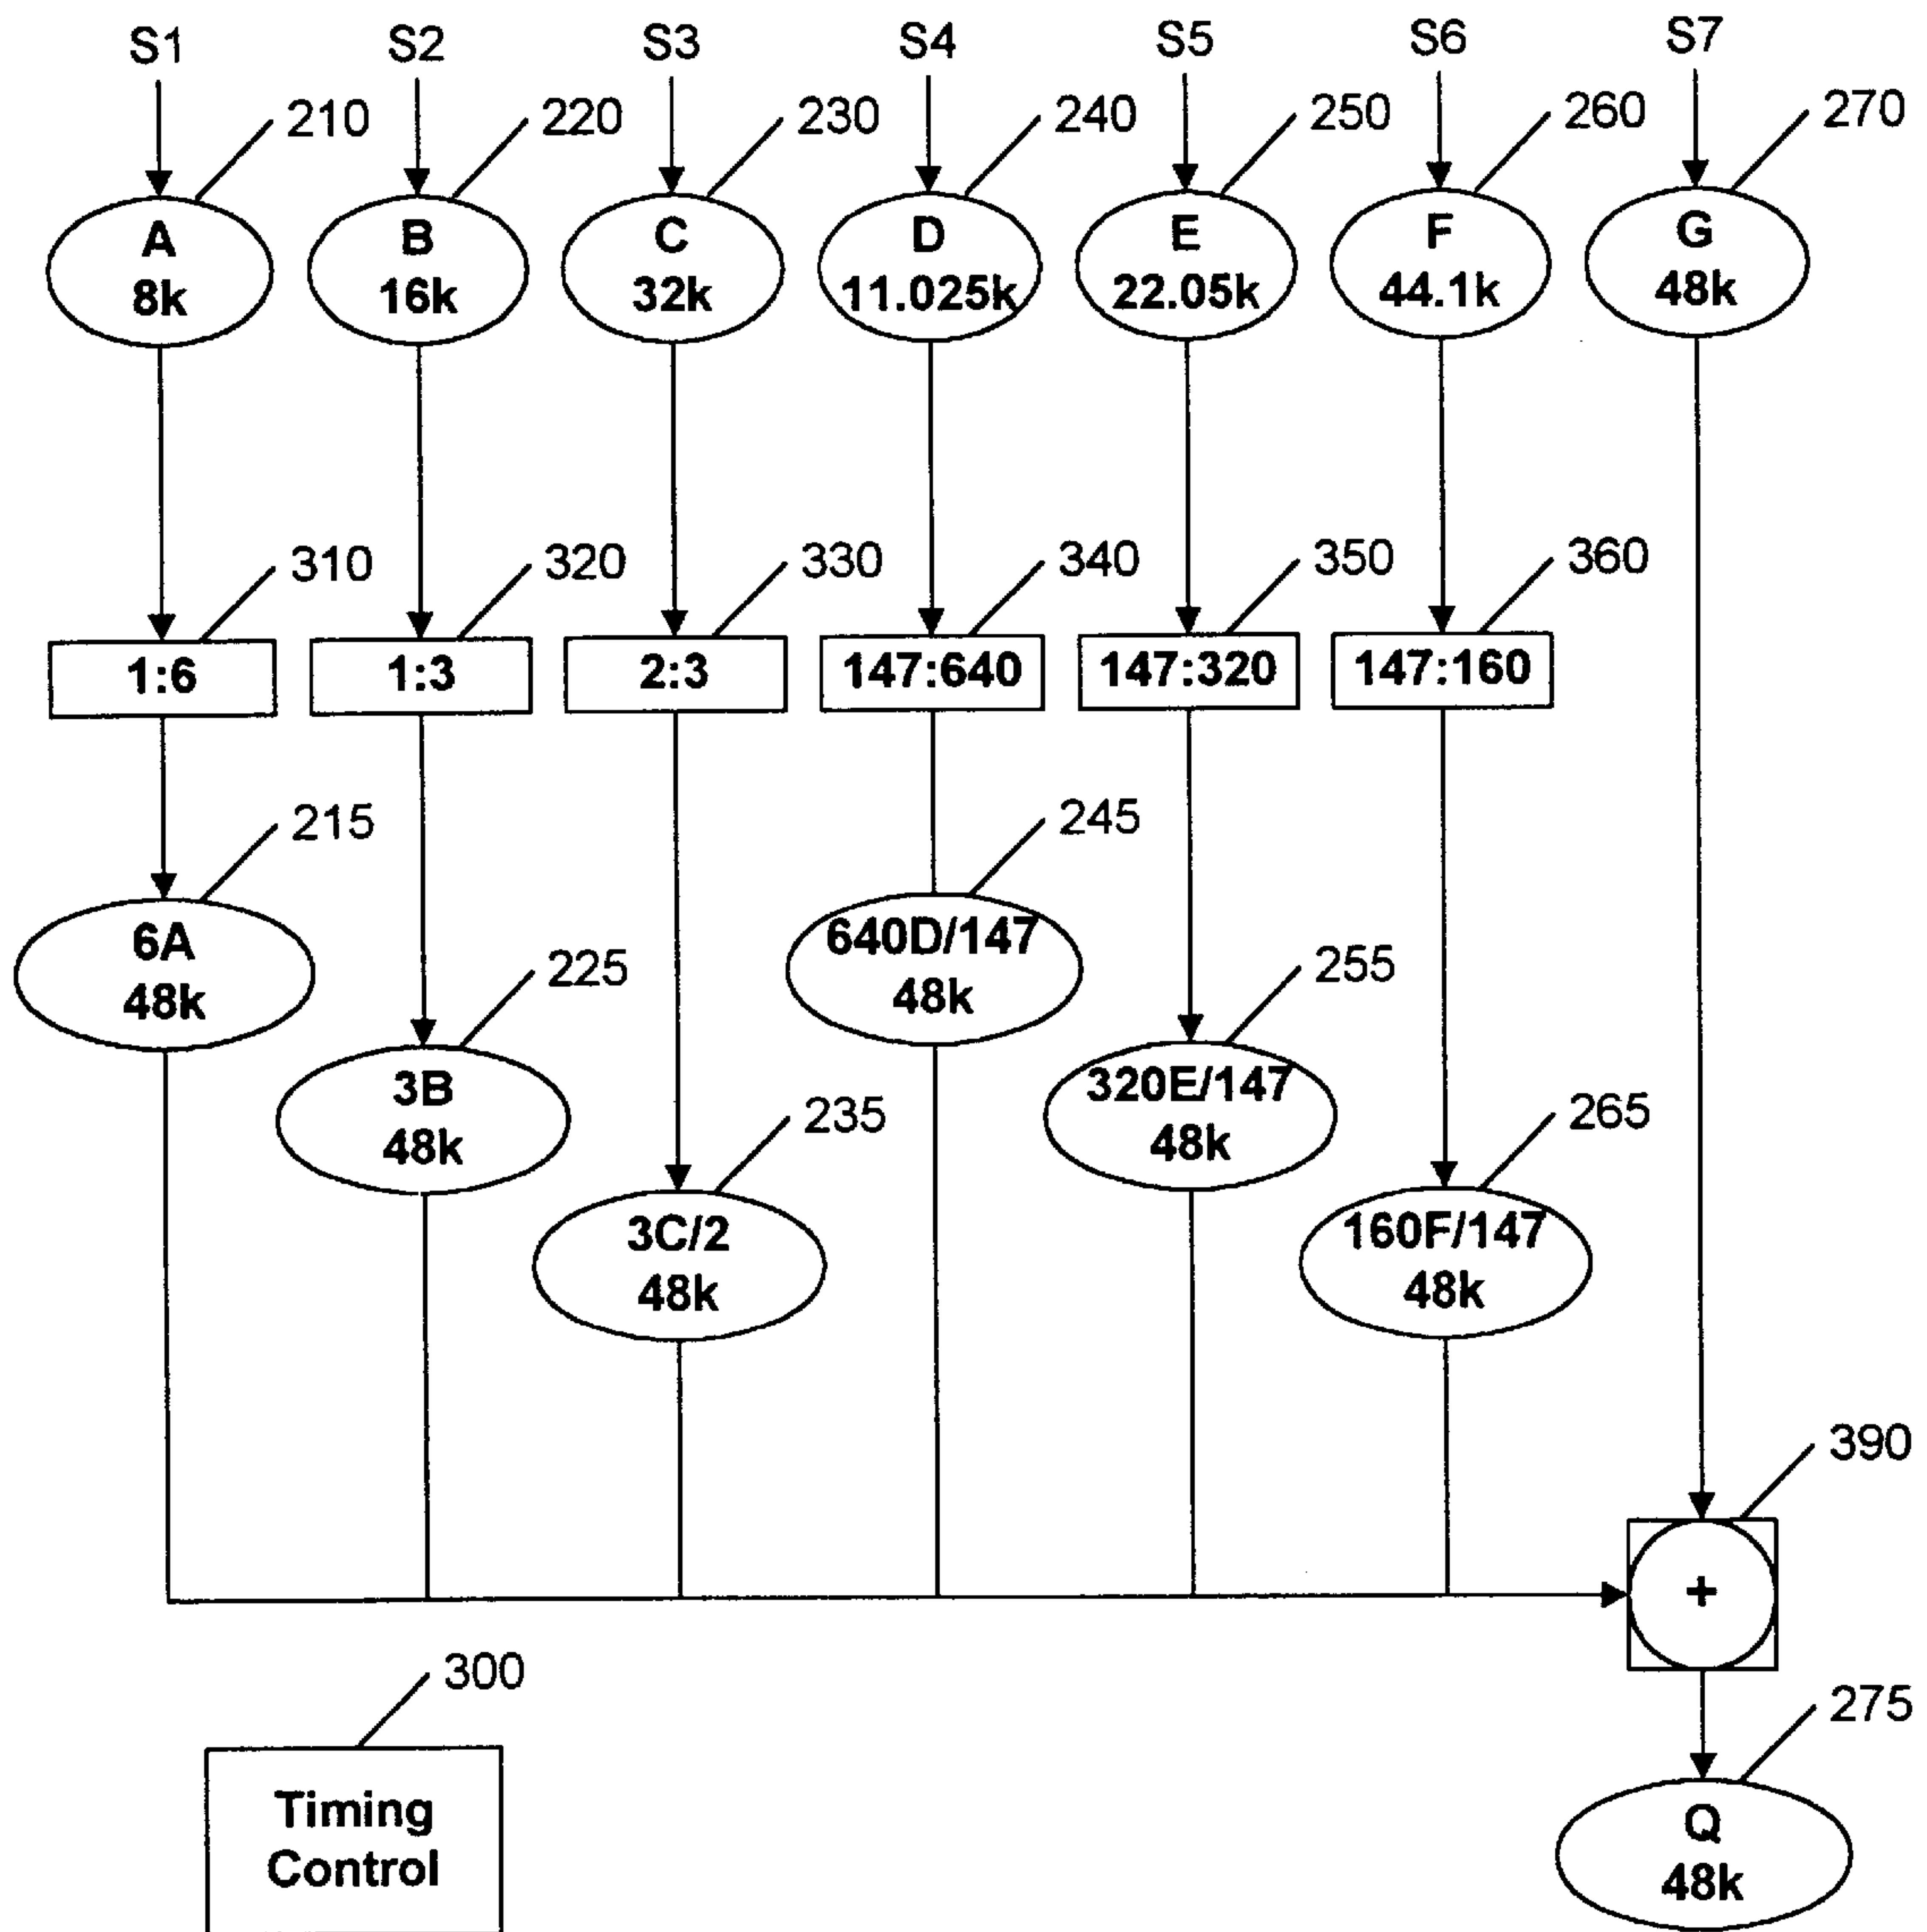 S1 S2 S3 S4 S5 S6 S7
210 220 230 240 250 260 270
A B C D E F G
8k 16k 32k 11.025k 22.05k 44.1k 48k
310 320 330 340 350 360
1:6 1:3 2:3 147:640 147:320 147:160
215 245
6A 640D/147
48k 48k
225 255
3B 320E/147
48k 48k
235 265
3C/2 160F/147
48k 48k
390
+
300
275
Timing
Control
Q
48k